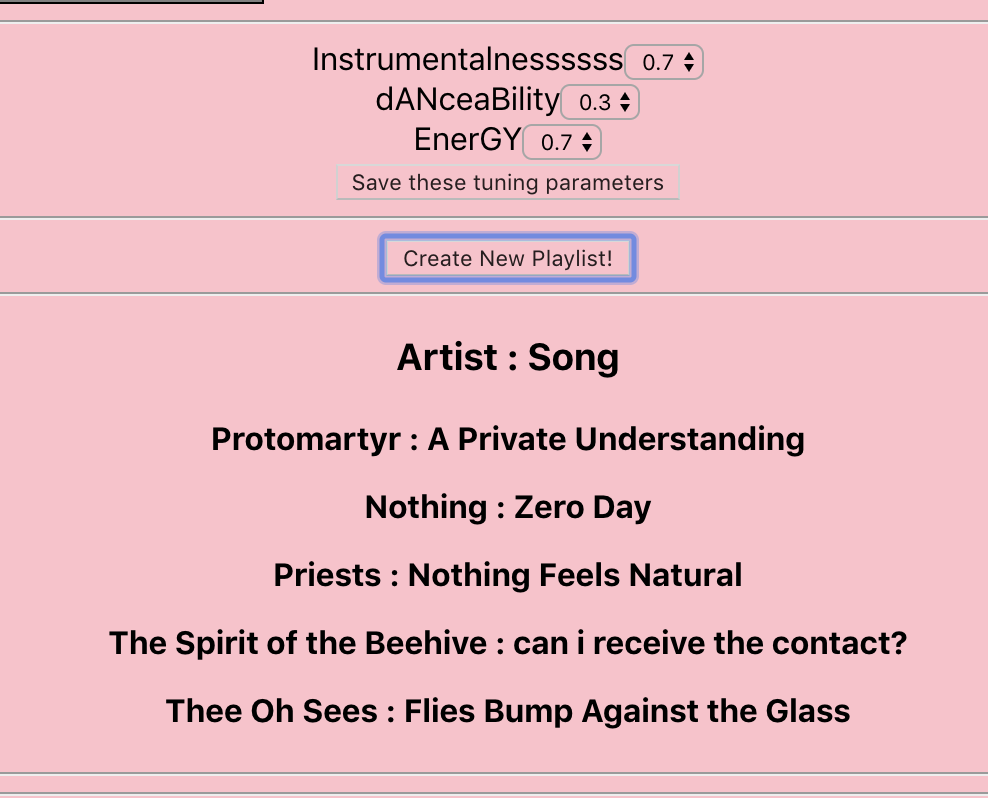 Instrumentalnessssss 0.7
dANceaBility 0.3
EnerGY 0.7
Save these tuning parameters
Create New Playlist!
Artist : Song
Protomartyr : A Private Understanding
Nothing : Zero Day
Priests : Nothing Feels Natural
The Spirit of the Beehive : can i receive the contact?
Thee Oh Sees : Flies Bump Against the Glass